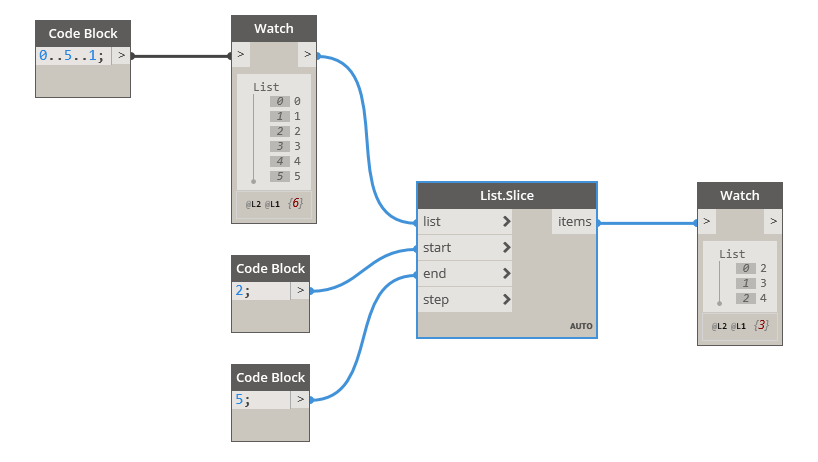 Code Block
0..5..1; >
Watch
> >
List
0 0
1 1
2 2
3 3
4 4
5 5
@L2 @L1 {6}
Code Block
2; >
Code Block
5; >
List.Slice
list > items
start >
end >
step >
AUTO
Watch
> >
List
0 2
1 3
2 4
@L2 @L1 {3}